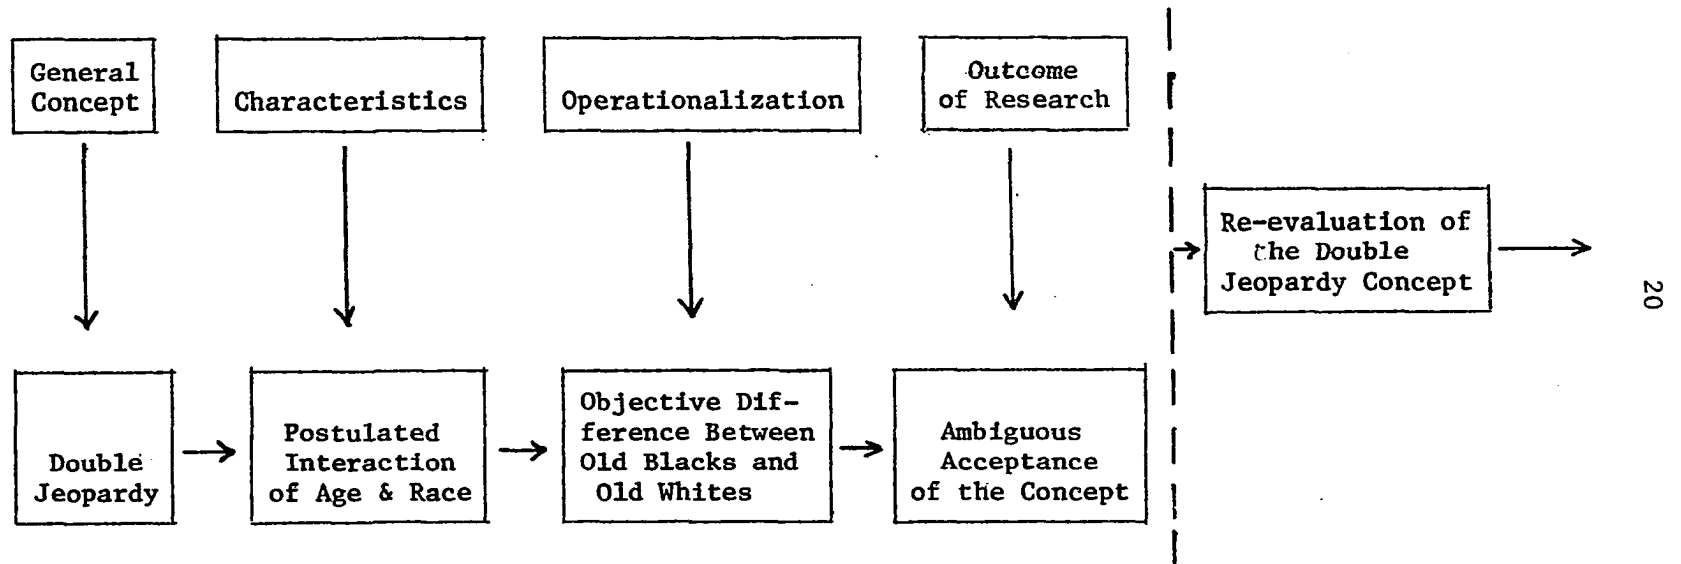 General
Concept
Characteristics
Operationalization
Outcome
of Research
Re-evaluation of
the Double
Jeopardy Concept
Double
Jeopardy
Postulated
Interaction
of Age & Race
Objective Dif-
ference Between
Old Blacks and
Old Whites
Ambiguous
Acceptance
of the Concept
20